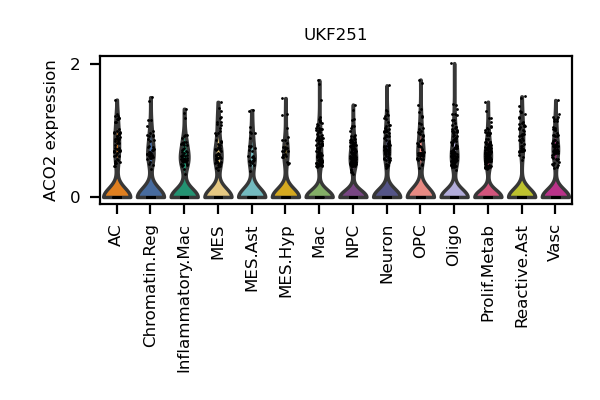 UKF251
ACO2 expression
2
0
AC
Chromatin.Reg
Inflammatory.Mac
MES
MES.Ast
MES.Hyp
Mac
NPC
Neuron
OPC
Oligo
Prolif.Metab
Reactive.Ast
Vasc